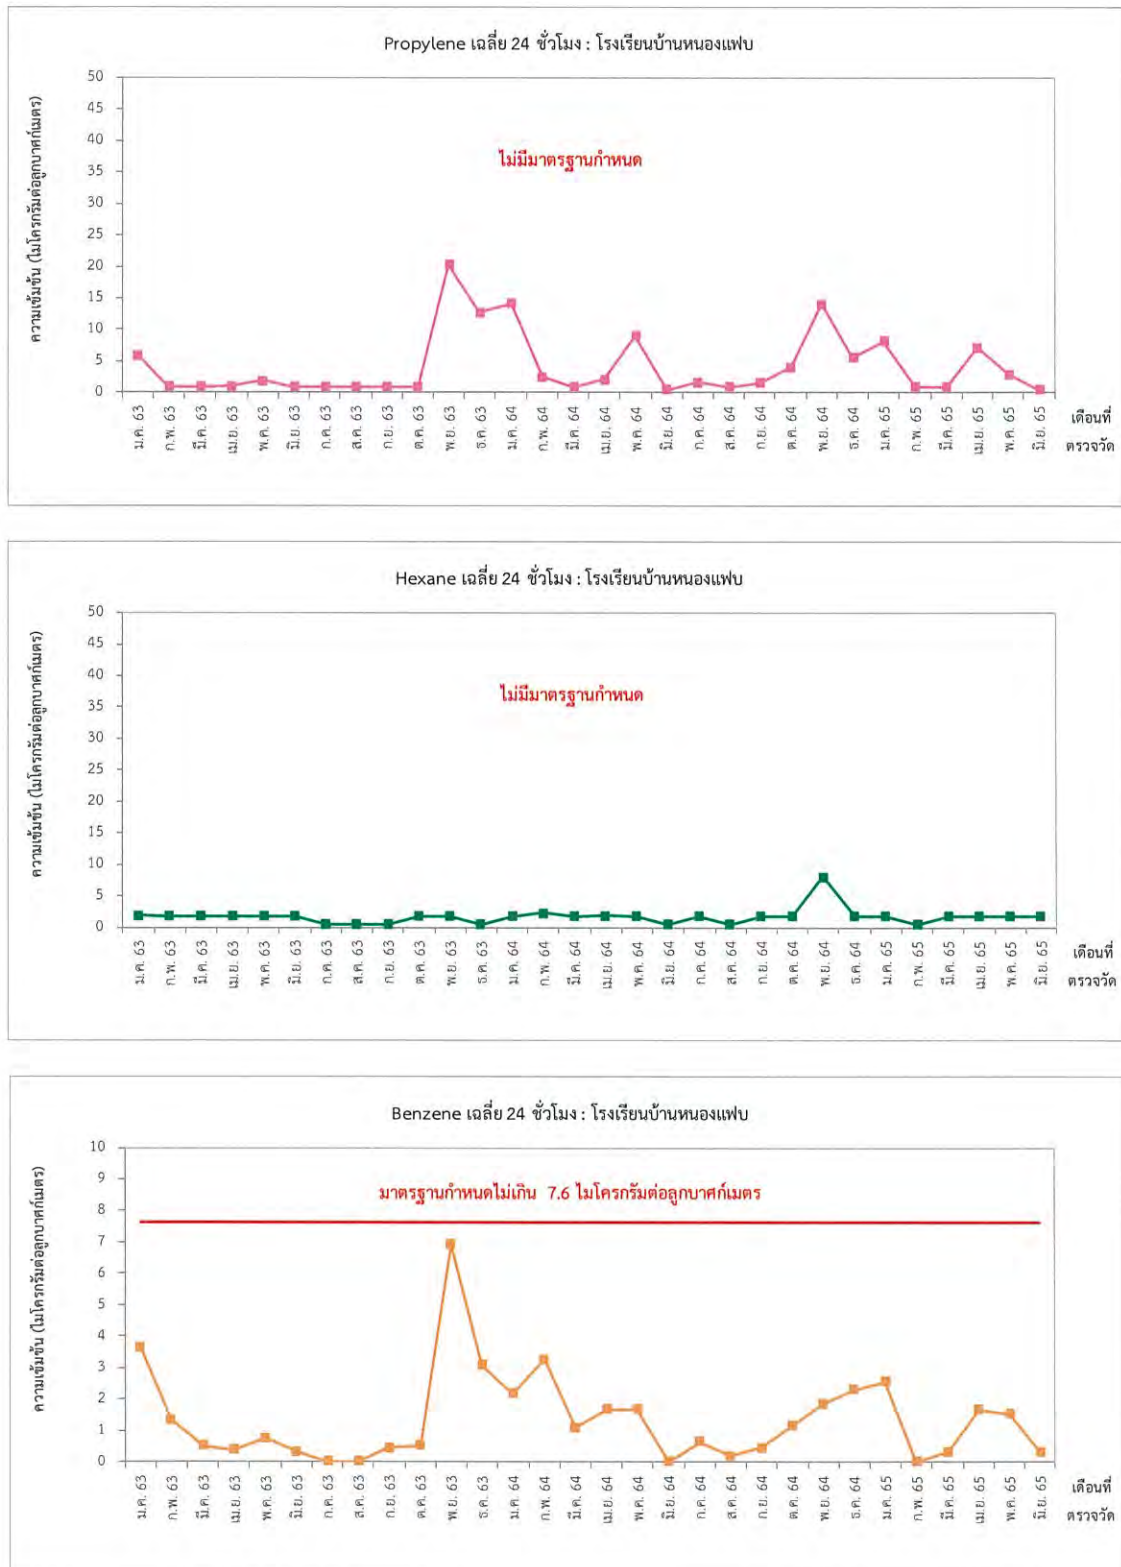 Propylene เฉลี่ย 24 ชั่วโมง : โรงเรียนบ้านหนองแฟบ
ความเข้มข้น (ไมโครกรัมต่อลูกบาศก์เมตร)
50
45
40
35
30
25
20
15
10
5
0
ไม่มีมาตรฐานกำหนด
ม.ค. 63 ก.พ. 63 มี.ค. 63 เม.ย. 63 พ.ค. 63 มิ.ย. 63 ก.ค. 63 ส.ค. 63 ก.ย. 63 ต.ค. 63 พ.ย. 63 ธ.ค. 63 ม.ค. 64 ก.พ. 64 มี.ค. 64 เม.ย. 64 พ.ค. 64 มิ.ย. 64 ก.ค. 64 ส.ค. 64 ก.ย. 64 ต.ค. 64 พ.ย. 64 ธ.ค. 64 ม.ค. 65 ก.พ. 65 มี.ค. 65 เม.ย. 65 พ.ค. 65 มิ.ย. 65
เดือนที่
ตรวจวัด
Hexane เฉลี่ย 24 ชั่วโมง : โรงเรียนบ้านหนองแฟบ
ความเข้มข้น (ไมโครกรัมต่อลูกบาศก์เมตร)
50
45
40
35
30
25
20
15
10
5
0
ไม่มีมาตรฐานกำหนด
ม.ค. 63 ก.พ. 63 มี.ค. 63 เม.ย. 63 พ.ค. 63 มิ.ย. 63 ก.ค. 63 ส.ค. 63 ก.ย. 63 ต.ค. 63 พ.ย. 63 ธ.ค. 63 ม.ค. 64 ก.พ. 64 มี.ค. 64 เม.ย. 64 พ.ค. 64 มิ.ย. 64 ก.ค. 64 ส.ค. 64 ก.ย. 64 ต.ค. 64 พ.ย. 64 ธ.ค. 64 ม.ค. 65 ก.พ. 65 มี.ค. 65 เม.ย. 65 พ.ค. 65 มิ.ย. 65
เดือนที่
ตรวจวัด
Benzene เฉลี่ย 24 ชั่วโมง : โรงเรียนบ้านหนองแฟบ
ความเข้มข้น (ไมโครกรัมต่อลูกบาศก์เมตร)
10
9
8
7
6
5
4
3
2
1
0
มาตรฐานกำหนดไม่เกิน 7.6 ไมโครกรัมต่อลูกบาศก์เมตร
ม.ค. 63 ก.พ. 63 มี.ค. 63 เม.ย. 63 พ.ค. 63 มิ.ย. 63 ก.ค. 63 ส.ค. 63 ก.ย. 63 ต.ค. 63 พ.ย. 63 ธ.ค. 63 ม.ค. 64 ก.พ. 64 มี.ค. 64 เม.ย. 64 พ.ค. 64 มิ.ย. 64 ก.ค. 64 ส.ค. 64 ก.ย. 64 ต.ค. 64 พ.ย. 64 ธ.ค. 64 ม.ค. 65 ก.พ. 65 มี.ค. 65 เม.ย. 65 พ.ค. 65 มิ.ย. 65
เดือนที่
ตรวจวัด